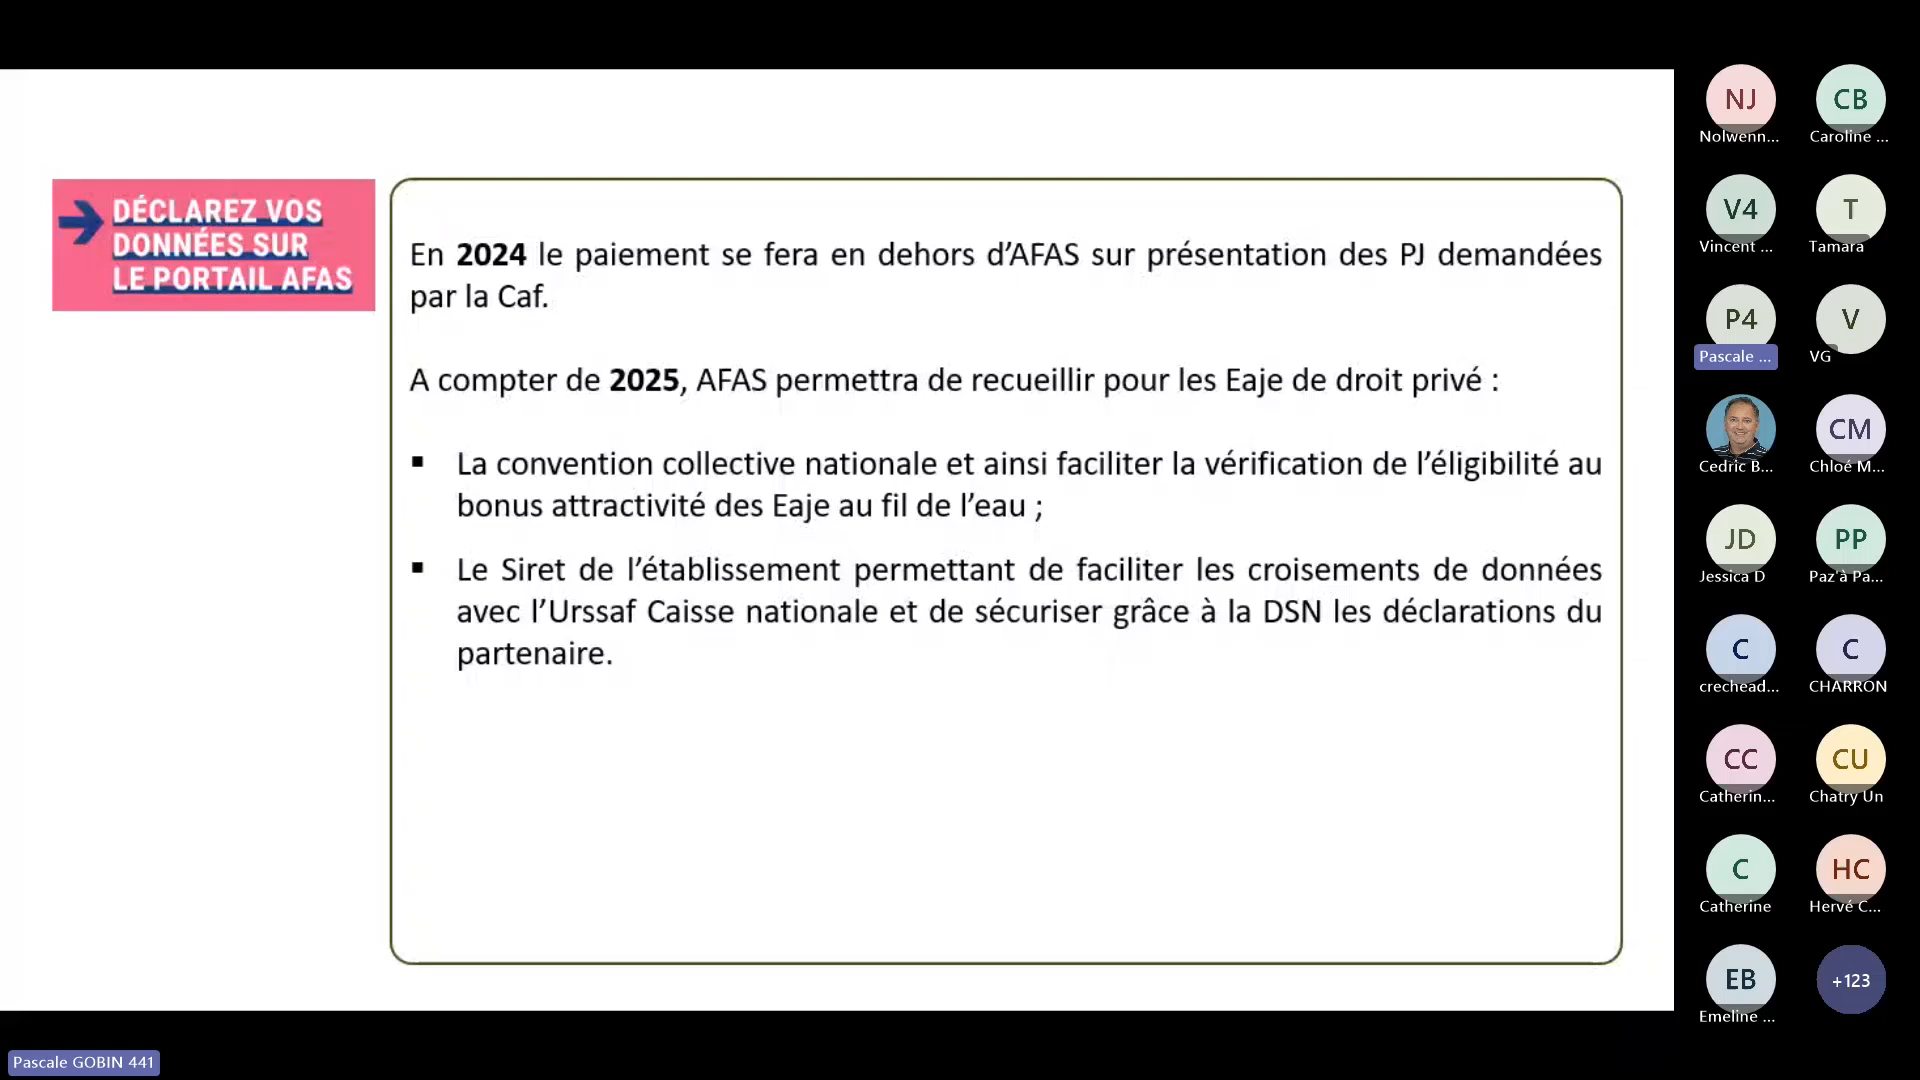 DÉCLAREZ VOS
DONNÉES SUR
LE PORTAIL AFAS
En 2024 le paiement se fera en dehors d’AFAS sur présentation des PJ demandées
par la Caf.
A compter de 2025, AFAS permettra de recueillir pour les Eaje de droit privé :
▪ La convention collective nationale et ainsi faciliter la vérification de l’éligibilité au
bonus attractivité des Eaje au fil de l’eau ;
▪ Le Siret de l’établissement permettant de faciliter les croisements de données
avec l’Urssaf Caisse nationale et de sécuriser grâce à la DSN les déclarations du
partenaire.
NJ
Nolwenn...
CB
Caroline ...
V4
Vincent ...
T
Tamara
P4
Pascale ...
V
VG
Cedric B...
CM
Chloé M...
JD
Jessica D
PP
Paz'à Pa...
C
crechead...
C
CHARRON
CC
Catherin...
CU
Chatry Un
C
Catherine
HC
Hervé C...
EB
Emeline ...
+123
Pascale GOBIN 441